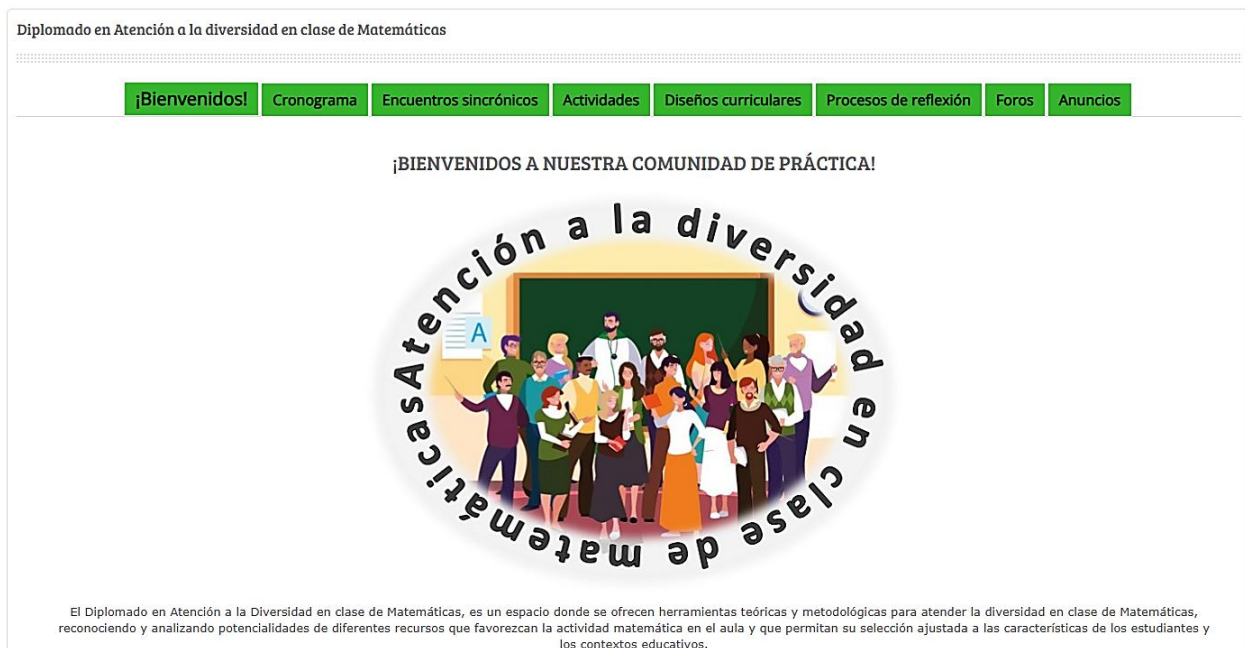 Diplomado en Atención a la diversidad en clase de Matemáticas
¡Bienvenidos! Cronograma Encuentros sincrónicos Actividades Diseños curriculares Procesos de reflexión Foros Anuncios
¡BIENVENIDOS A NUESTRA COMUNIDAD DE PRÁCTICA!
Atención a la diversidad en clase de matemáticas
A
El Diplomado en Atención a la Diversidad en clase de Matemáticas, es un espacio donde se ofrecen herramientas teóricas y metodológicas para atender la diversidad en clase de Matemáticas,
reconociendo y analizando potencialidades de diferentes recursos que favorezcan la actividad matemática en el aula y que permitan su selección ajustada a las características de los estudiantes y
los contextos educativos.